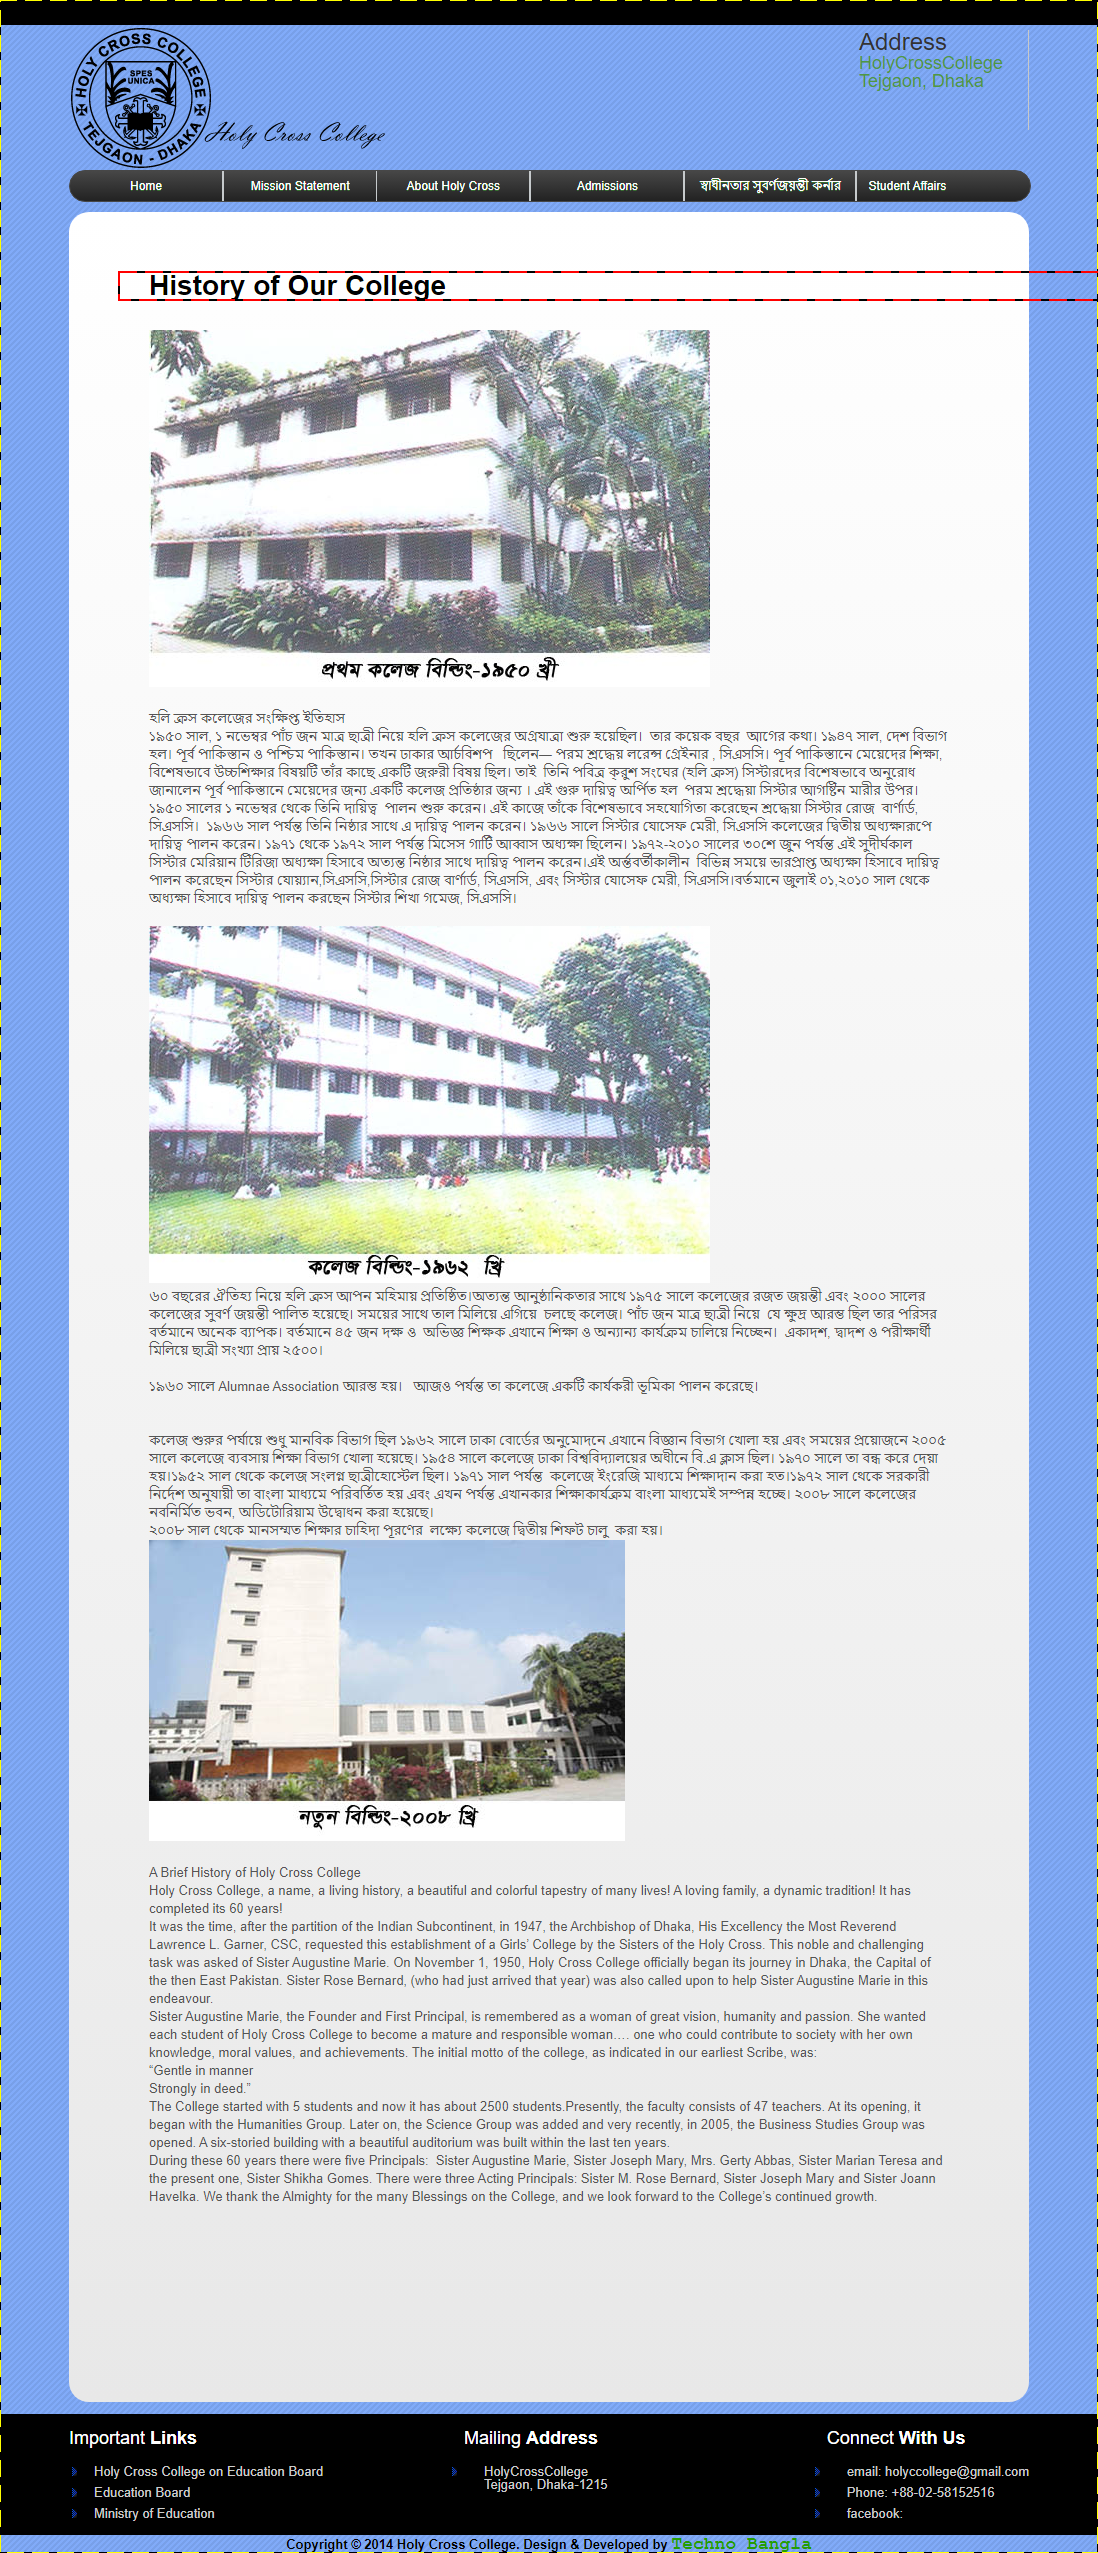 HOLY CROSS COLLEGE
SPES
UNICA
TEJGAON - DHAKA
Holy Cross College
Address
HolyCrossCollege
Tejgaon, Dhaka
Home
Mission Statement
About Holy Cross
Admissions
স্বাধীনতার সুবর্ণজয়ন্তী কর্নার
Student Affairs
History of Our College
প্রথম কলেজ বিল্ডিং-১৯৫০ খ্রী
হলি ক্রস কলেজের সংক্ষিপ্ত ইতিহাস
১৯৫০ সাল, ১ নভেম্বর পাঁচ জন মাত্র ছাত্রী নিয়ে হলি ক্রস কলেজের অগ্রযাত্রা শুরু হয়েছিল।  তার কয়েক বছর  আগের কথা। ১৯৪৭ সাল, দেশ বিভাগ
হল। পূর্ব পাকিস্তান ও পশ্চিম পাকিস্তান। তখন ঢাকার আর্চবিশপ   ছিলেন— পরম শ্রদ্ধেয় লরেন্স গ্রেইনার , সিএসসি। পূর্ব পাকিস্তানে মেয়েদের শিক্ষা,
বিশেষভাবে উচ্চশিক্ষার বিষয়টি তাঁর কাছে একটি জরুরী বিষয় ছিল। তাই  তিনি পবিত্র ক্রুশ সংঘের (হলি ক্রস) সিস্টারদের বিশেষভাবে অনুরোধ
জানালেন পূর্ব পাকিস্তানে মেয়েদের জন্য একটি কলেজ প্রতিষ্ঠার জন্য । এই গুরু দায়িত্ব অর্পিত হল  পরম শ্রদ্ধেয়া সিস্টার আগষ্টিন মারীর উপর।
১৯৫০ সালের ১ নভেম্বর থেকে তিনি দায়িত্ব  পালন শুরু করেন। এই কাজে তাঁকে বিশেষভাবে সহযোগিতা করেছেন শ্রদ্ধেয়া সিস্টার রোজ  বার্ণার্ড,
সিএসসি।  ১৯৬৬ সাল পর্যন্ত তিনি নিষ্ঠার সাথে এ দায়িত্ব পালন করেন। ১৯৬৬ সালে সিস্টার যোসেফ মেরী, সিএসসি কলেজের দ্বিতীয় অধ্যক্ষারূপে
দায়িত্ব পালন করেন। ১৯৭১ থেকে ১৯৭২ সাল পর্যন্ত মিসেস গার্টি আব্বাস অধ্যক্ষা ছিলেন। ১৯৭২-২০১০ সালের ৩০শে জুন পর্যন্ত এই সুদীর্ঘকাল
সিস্টার মেরিয়ান টিরিজা অধ্যক্ষা হিসাবে অত্যন্ত নিষ্ঠার সাথে দায়িত্ব পালন করেন।এই অর্ন্তবর্তীকালীন  বিভিন্ন সময়ে ভারপ্রাপ্ত অধ্যক্ষা হিসাবে দায়িত্ব
পালন করেছেন সিস্টার যোয়্যান,সিএসসি,সিস্টার রোজ বার্ণার্ড, সিএসসি, এবং সিস্টার যোসেফ মেরী, সিএসসি।বর্তমানে জুলাই ০১,২০১০ সাল থেকে
অধ্যক্ষা হিসাবে দায়িত্ব পালন করছেন সিস্টার শিখা গমেজ, সিএসসি।
কলেজ বিল্ডিং-১৯৬২  খ্রি
৬০ বছরের ঐতিহ্য নিয়ে হলি ক্রস আপন মহিমায় প্রতিষ্ঠিত।অত্যন্ত আনুষ্ঠানিকতার সাথে ১৯৭৫ সালে কলেজের রজত জয়ন্তী এবং ২০০০ সালের
কলেজের সুবর্ণ জয়ন্তী পালিত হয়েছে। সময়ের সাথে তাল মিলিয়ে এগিয়ে  চলছে কলেজ। পাঁচ জন মাত্র ছাত্রী নিয়ে  যে ক্ষুদ্র আরম্ভ ছিল তার পরিসর
বর্তমানে অনেক ব্যাপক। বর্তমানে ৪৫ জন দক্ষ ও  অভিজ্ঞ শিক্ষক এখানে শিক্ষা ও অন্যান্য কার্যক্রম চালিয়ে নিচ্ছেন।  একাদশ, দ্বাদশ ও পরীক্ষার্থী
মিলিয়ে ছাত্রী সংখ্যা প্রায় ২৫০০।
১৯৬০ সালে Alumnae Association আরম্ভ হয়।   আজও পর্যন্ত তা কলেজে একটি কার্যকরী ভূমিকা পালন করেছে।
কলেজ শুরুর পর্যায়ে শুধু মানবিক বিভাগ ছিল ১৯৬২ সালে ঢাকা বোর্ডের অনুমোদনে এখানে বিজ্ঞান বিভাগ খোলা হয় এবং সময়ের প্রয়োজনে ২০০৫
সালে কলেজে ব্যবসায় শিক্ষা বিভাগ খোলা হয়েছে। ১৯৫৪ সালে কলেজে ঢাকা বিশ্ববিদ্যালয়ের অধীনে বি.এ ক্লাস ছিল। ১৯৭০ সালে তা বন্ধ করে দেয়া
হয়।১৯৫২ সাল থেকে কলেজ সংলগ্ন ছাত্রীহোস্টেল ছিল। ১৯৭১ সাল পর্যন্ত  কলেজে ইংরেজি মাধ্যমে শিক্ষাদান করা হত।১৯৭২ সাল থেকে সরকারী
নির্দেশ অনুযায়ী তা বাংলা মাধ্যমে পরিবর্তিত হয় এবং এখন পর্যন্ত এখানকার শিক্ষাকার্যক্রম বাংলা মাধ্যমেই সম্পন্ন হচ্ছে। ২০০৮ সালে কলেজের
নবনির্মিত ভবন, অডিটোরিয়াম উদ্বোধন করা হয়েছে।
২০০৮ সাল থেকে মানসম্মত শিক্ষার চাহিদা পূরণের  লক্ষ্যে কলেজে দ্বিতীয় শিফট চালু  করা হয়।
নতুন বিল্ডিং-২০০৮ খ্রি
A Brief History of Holy Cross College
Holy Cross College, a name, a living history, a beautiful and colorful tapestry of many lives! A loving family, a dynamic tradition! It has
completed its 60 years!
It was the time, after the partition of the Indian Subcontinent, in 1947, the Archbishop of Dhaka, His Excellency the Most Reverend
Lawrence L. Garner, CSC, requested this establishment of a Girls’ College by the Sisters of the Holy Cross. This noble and challenging
task was asked of Sister Augustine Marie. On November 1, 1950, Holy Cross College officially began its journey in Dhaka, the Capital of
the then East Pakistan. Sister Rose Bernard, (who had just arrived that year) was also called upon to help Sister Augustine Marie in this
endeavour.
Sister Augustine Marie, the Founder and First Principal, is remembered as a woman of great vision, humanity and passion. She wanted
each student of Holy Cross College to become a mature and responsible woman…. one who could contribute to society with her own
knowledge, moral values, and achievements. The initial motto of the college, as indicated in our earliest Scribe, was:
“Gentle in manner
Strongly in deed.”
The College started with 5 students and now it has about 2500 students.Presently, the faculty consists of 47 teachers. At its opening, it
began with the Humanities Group. Later on, the Science Group was added and very recently, in 2005, the Business Studies Group was
opened. A six-storied building with a beautiful auditorium was built within the last ten years.
During these 60 years there were five Principals:  Sister Augustine Marie, Sister Joseph Mary, Mrs. Gerty Abbas, Sister Marian Teresa and
the present one, Sister Shikha Gomes. There were three Acting Principals: Sister M. Rose Bernard, Sister Joseph Mary and Sister Joann
Havelka. We thank the Almighty for the many Blessings on the College, and we look forward to the College’s continued growth.
Important Links
Holy Cross College on Education Board
Education Board
Ministry of Education
Mailing Address
HolyCrossCollege
Tejgaon, Dhaka-1215
Connect With Us
email: holyccollege@gmail.com
Phone: +88-02-58152516
facebook:
Copyright © 2014 Holy Cross College. Design & Developed by Techno Bangla